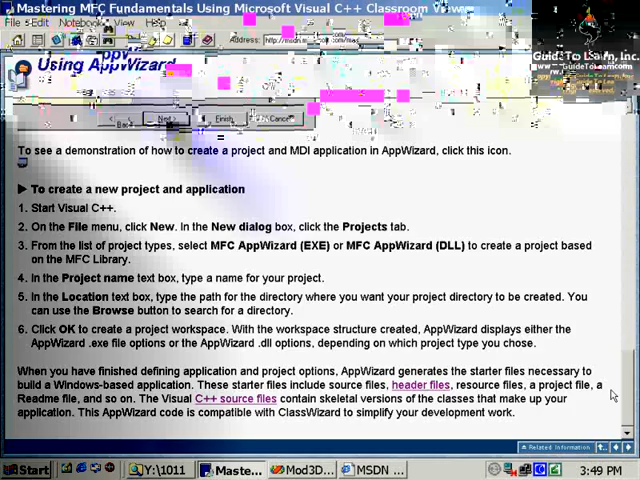 Mastering MFC Fundamentals Using Microsoft Visual C++ Classroom
File Notebook View Help
Address:
Using AppWizard
Guide To Learn, Inc.
Next >
Finish
Cancel
To see a demonstration of how to create a project and MDI application in AppWizard, click this icon.
To create a new project and application
1. Start Visual C++.
2. On the File menu, click New. In the New dialog box, click the Projects tab.
3. From the list of project types, select MFC AppWizard (EXE) or MFC AppWizard (DLL) to create a project based
on the MFC Library.
4. In the Project name text box, type a name for your project.
5. In the Location text box, type the path for the directory where you want your project directory to be created. You
can use the Browse button to search for a directory.
6. Click OK to create a project workspace. With the workspace structure created, AppWizard displays either the
AppWizard .exe file options or the AppWizard .dll options, depending on which project type you chose.
When you have finished defining application and project options, AppWizard generates the starter files necessary to
build a Windows-based application. These starter files include source files, header files, resource files, a project file, a
Readme file, and so on. The Visual C++ source files contain skeletal versions of the classes that make up your
application. This AppWizard code is compatible with ClassWizard to simplify your development work.
Related Information
Start
Y:\1011
Maste...
Mod3D...
MSDN ...
3:49 PM